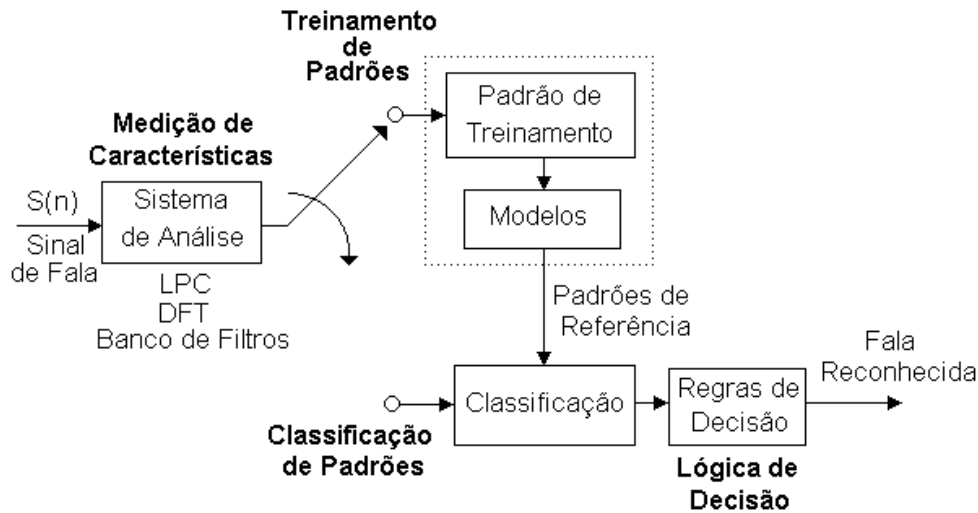 Treinamento
de
Padrões
Padrão de
Treinamento
Medição de
Características
S(n)
Sinal
de Fala
Sistema
de Análise
LPC
DFT
Banco de Filtros
Modelos
Padrões de
Referência
Classificação
de Padrões
Classificação
Regras de
Decisão
Lógica de
Decisão
Fala
Reconhecida